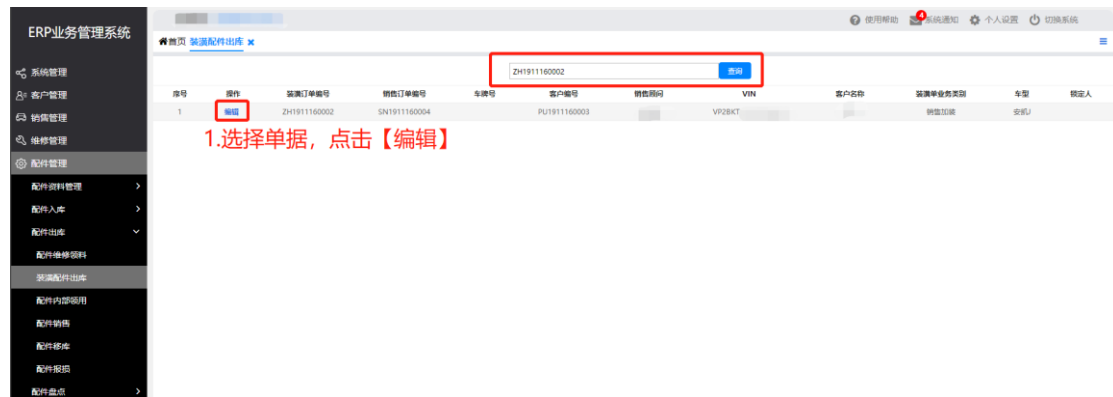 ERP业务管理系统
使用帮助 4 系统通知 个人设置 切换系统
首页 装潢配件出库 ×
系统管理
客户管理
销售管理
维修管理
配件管理
配件资料管理
配件入库
配件出库
配件维修领料
装潢配件出库
配件内部领用
配件销售
配件移库
配件报损
配件盘点
ZH1911160002 查询
序号 操作 装潢订单编号 销售订单编号 车牌号 客户编号 销售顾问 VIN 客户名称 装潢单业务类别 车型 锁定人
1 编辑 ZH1911160002 SN1911160004 PU1911160003 VP2BKT 销售加装
1.选择单据，点击【编辑】